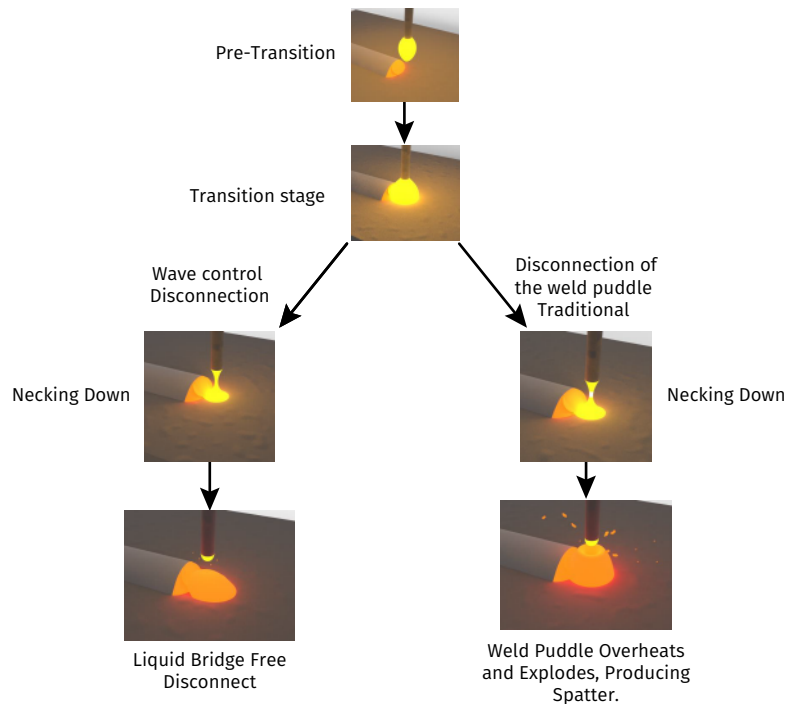 Pre-Transition
Transition stage
Wave control
Disconnection
Disconnection of
the weld puddle
Traditional
Necking Down
Necking Down
Liquid Bridge Free
Disconnect
Weld Puddle Overheats
and Explodes, Producing
Spatter.